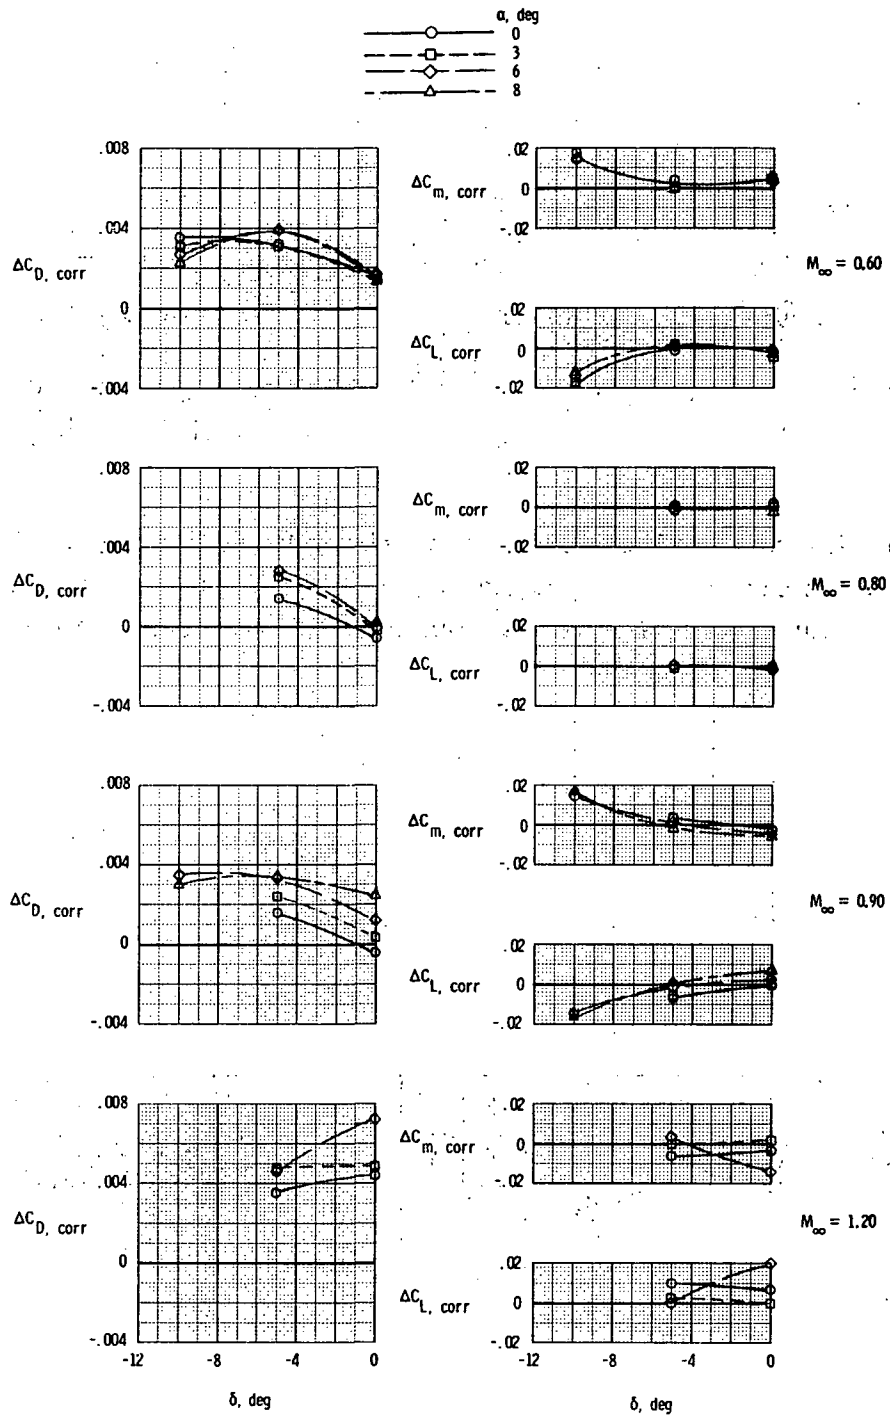 α, deg
0
3
6
8
.008
.004
0
-.004
ΔC_D, corr
.02
0
-.02
ΔC_m, corr
M_∞ = 0.60
0
-.02
ΔC_L, corr
.008
.004
0
-.004
ΔC_D, corr
.02
0
-.02
ΔC_m, corr
M_∞ = 0.80
.02
0
-.02
ΔC_L, corr
.008
.004
0
-.004
ΔC_D, corr
.02
0
-.02
ΔC_m, corr
M_∞ = 0.90
.02
0
-.02
ΔC_L, corr
.008
.004
0
-.004
ΔC_D, corr
-12 -8 -4 0
δ, deg
.02
0
-.02
ΔC_m, corr
M_∞ = 1.20
.02
0
-.02
ΔC_L, corr
-12 -8 -4 0
δ, deg